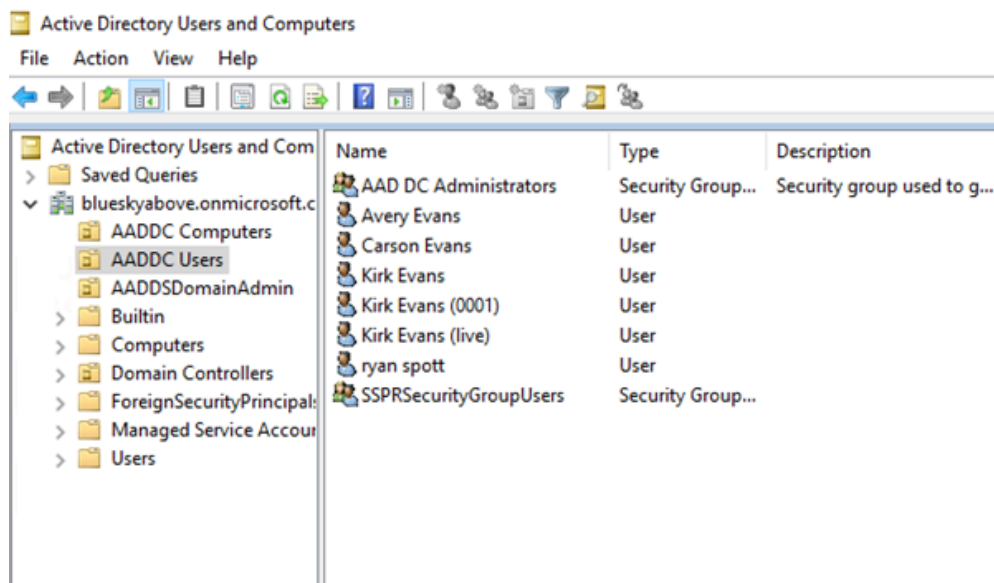 Active Directory Users and Computers
File Action View Help
Active Directory Users and Com
Saved Queries
blueskyabove.onmicrosoft.c
AADDC Computers
AADDC Users
AADDSDomainAdmin
Builtin
Computers
Domain Controllers
ForeignSecurityPrincipals
Managed Service Accour
Users
Name Type Description
AAD DC Administrators Security Group... Security group used to g...
Avery Evans User
Carson Evans User
Kirk Evans User
Kirk Evans (0001) User
Kirk Evans (live) User
ryan spott User
SSPRSecurityGroupUsers Security Group...